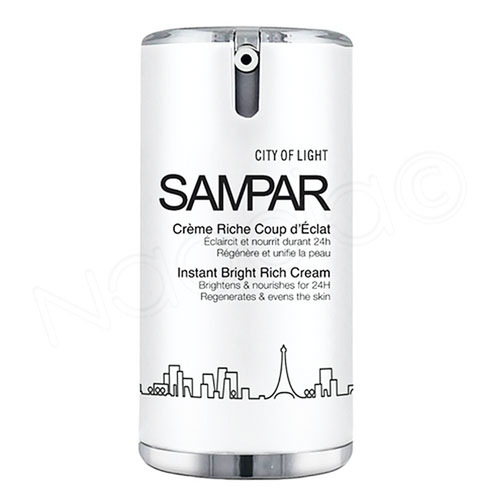 CITY OF LIGHT
SAMPAR
Crème Riche Coup d'Éclat
Éclaircit et nourrit durant 24h
Régénère et unifie la peau
Instant Bright Rich Cream
Brightens & nourishes for 24H
Regenerates & evens the skin